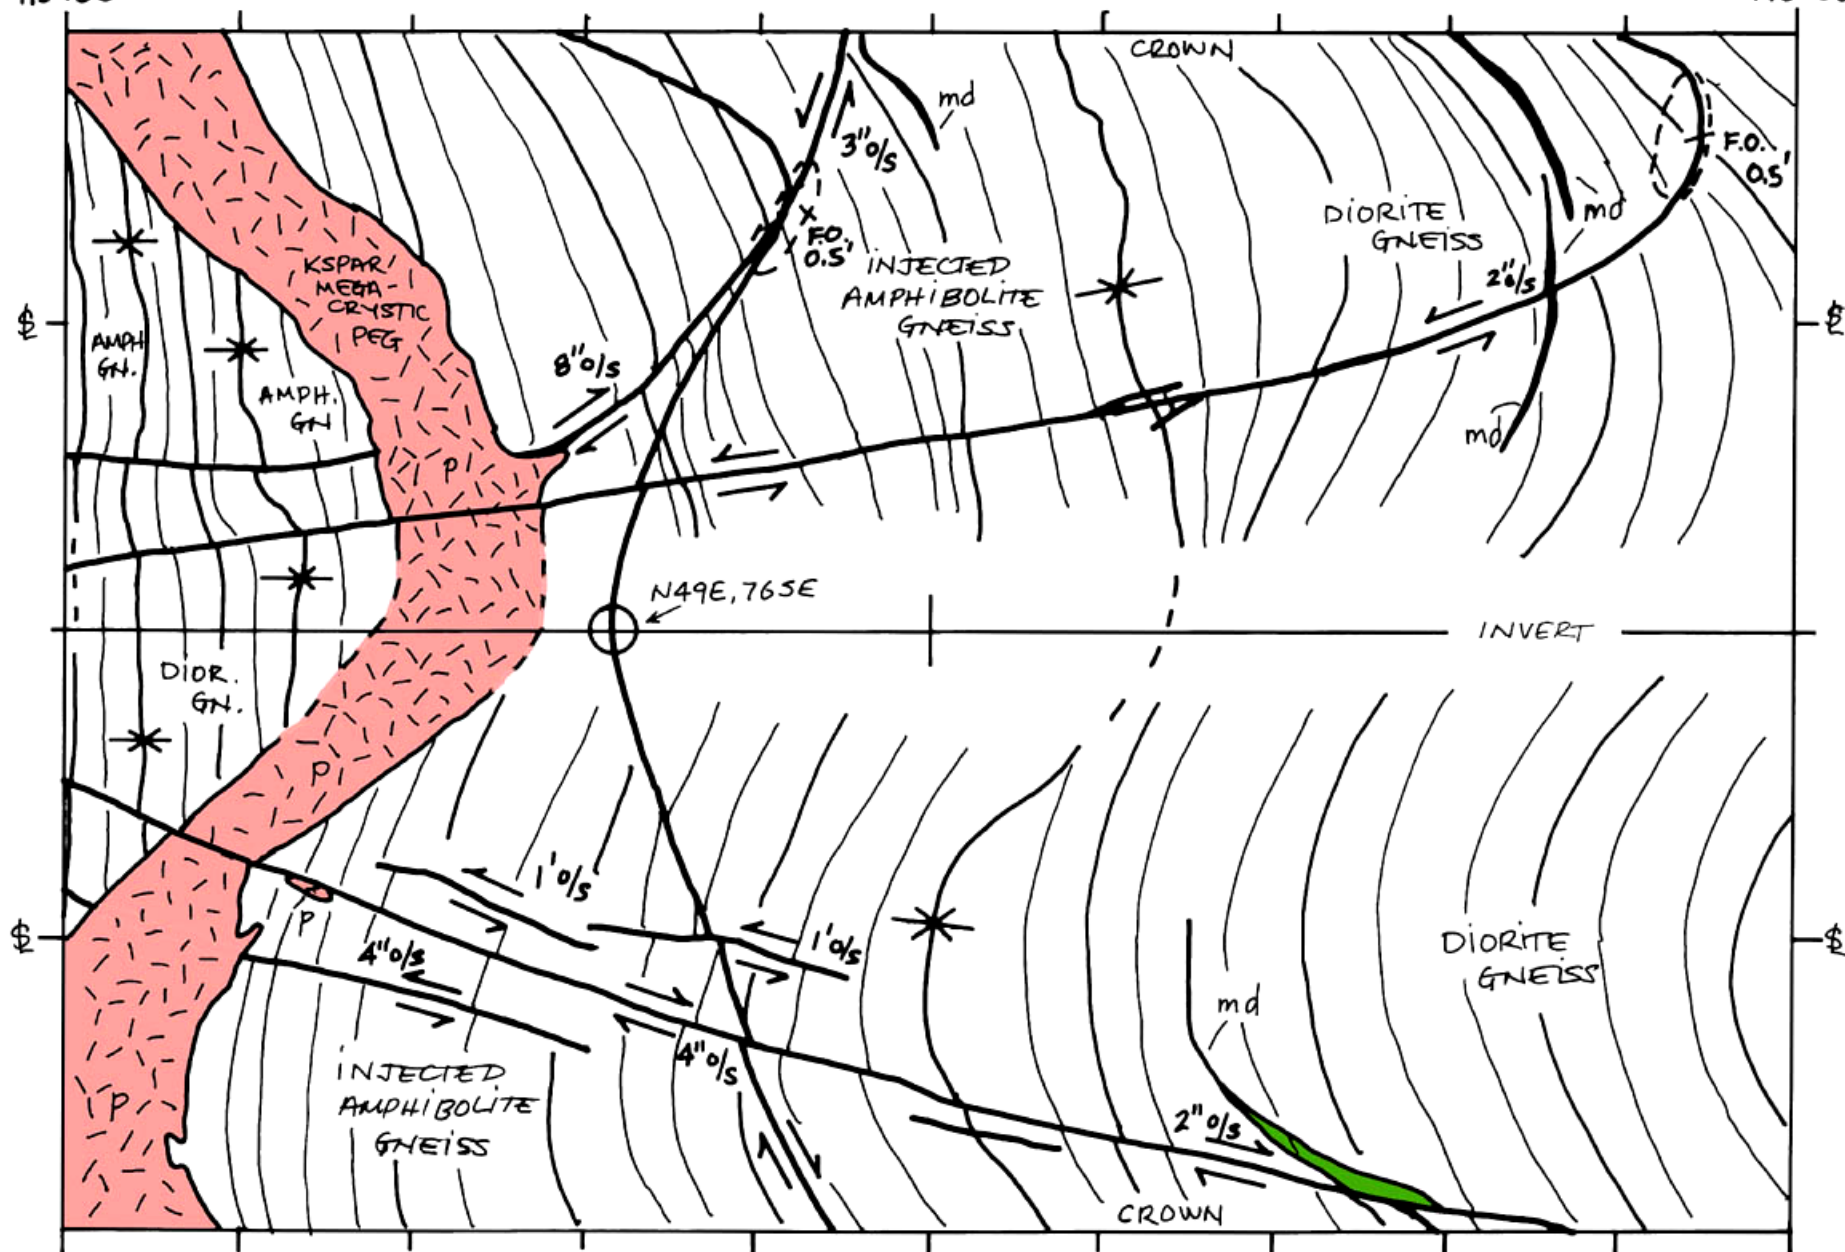 CROWN
md
3"o/s
F.O.
0.5'
md
DIORITE
GNEISS
KSPAR
MEGA
CRYSTIC
PEG
F.O.
0.5'
INJECTED
AMPHIBOLITE
GNEISS
2"o/s
℄
℄
AMPH
GN.
8"o/s
AMPH.
GN
md
P
N49E, 76SE
INVERT
DIOR.
GN.
P
1'o/s
P
4"o/s
1'o/s
℄
℄
DIORITE
GNEISS
md
4"o/s
INJECTED
AMPHIBOLITE
GNEISS
P
2"o/s
CROWN